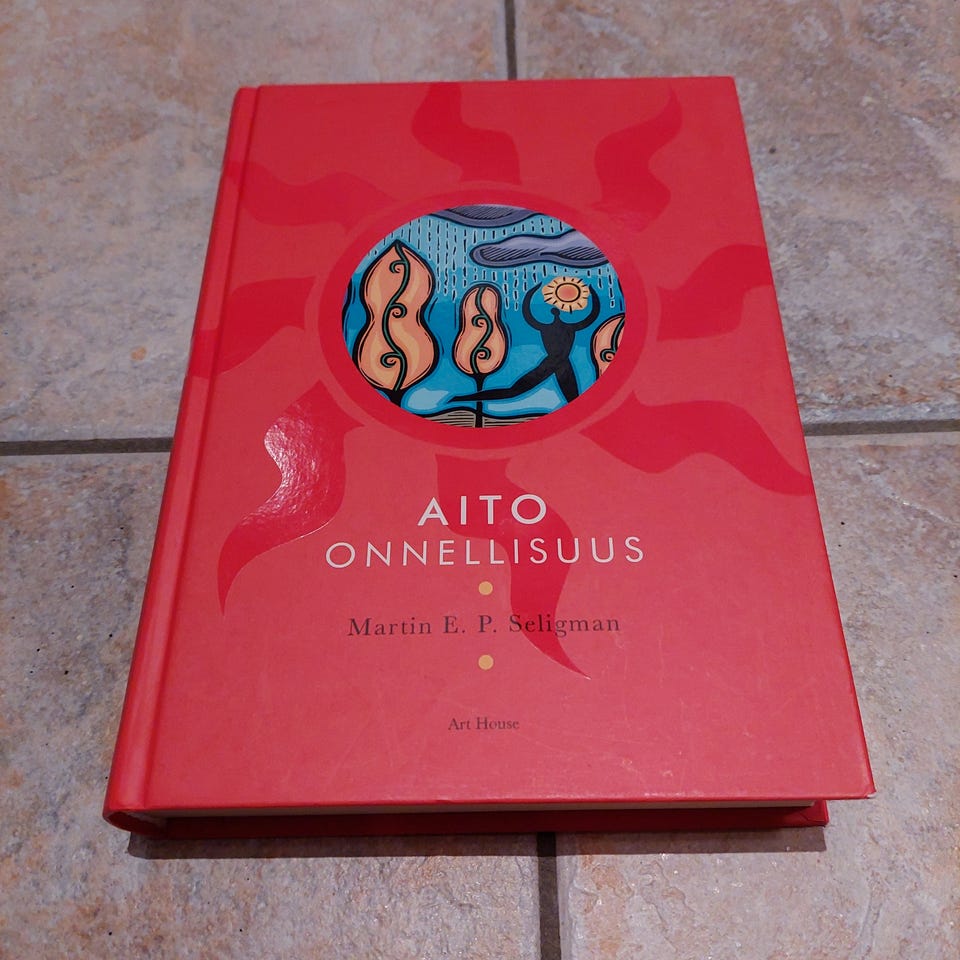 AITO
ONNELLISUUS
Martin E. P. Seligman
Art House